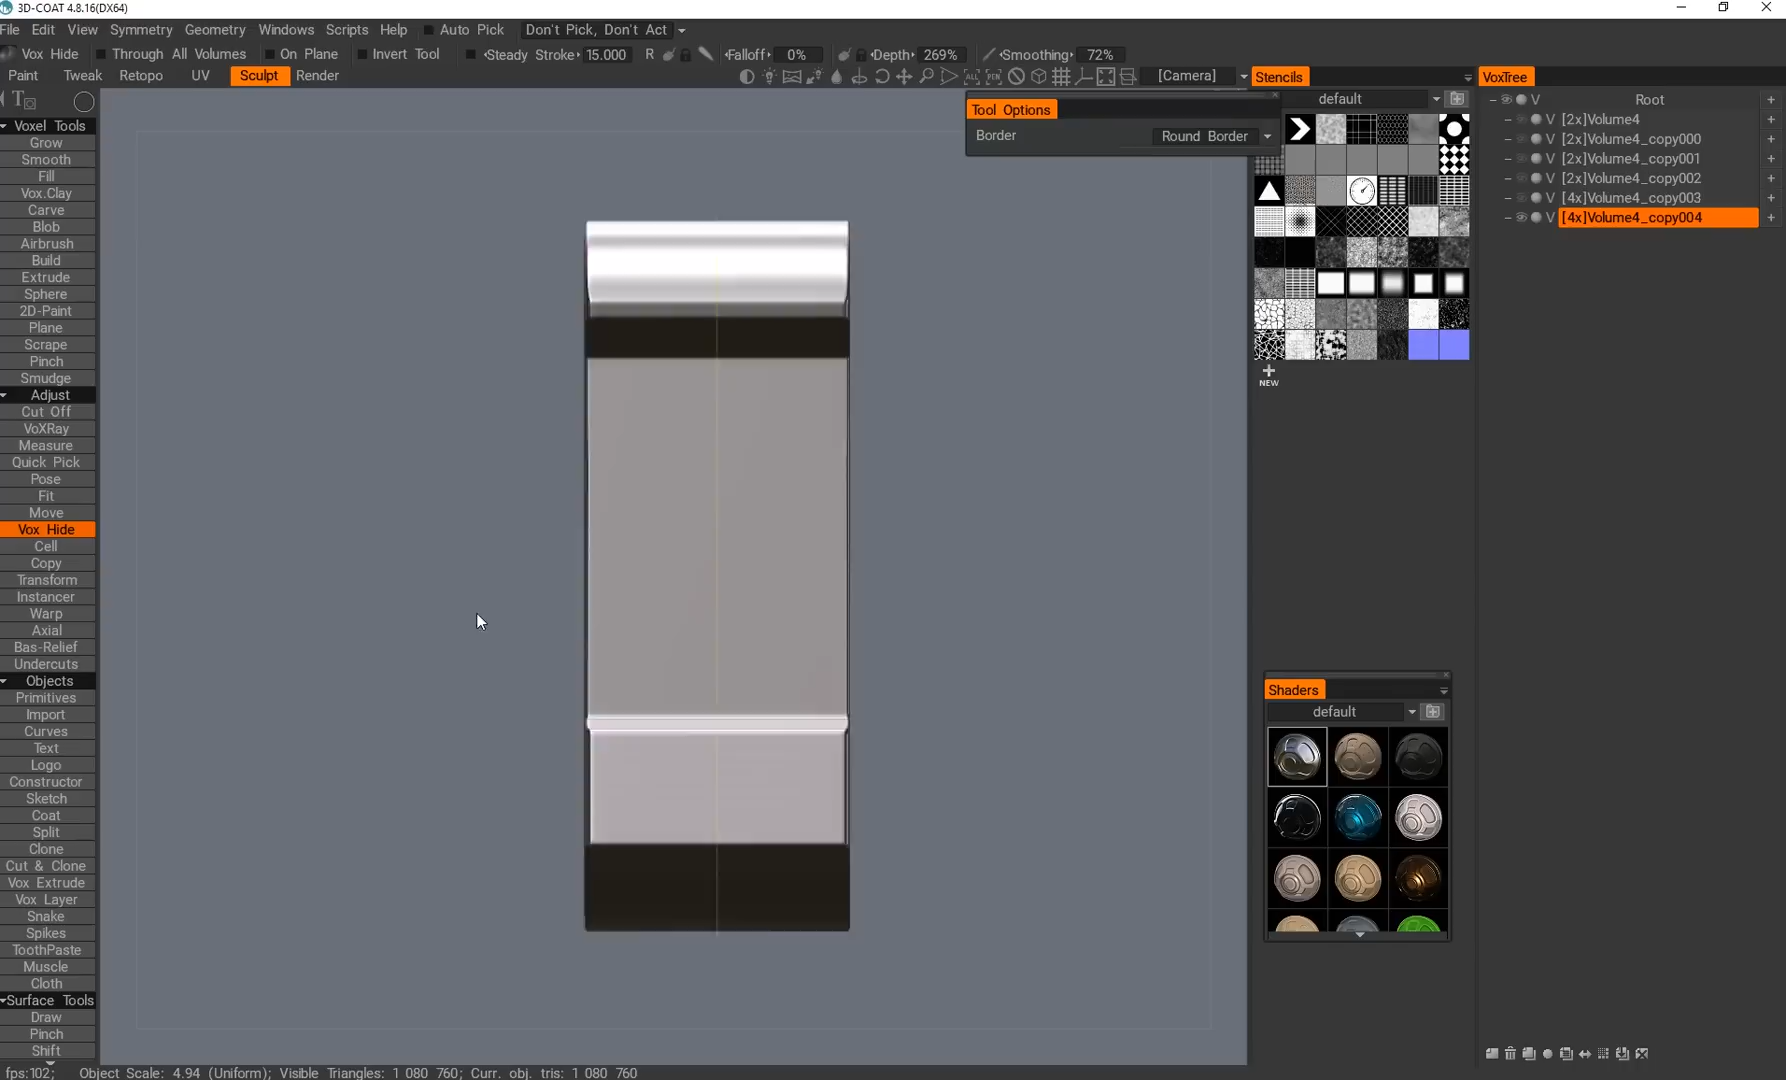 3D-COAT 4.8.16(DX64)
File Edit View Symmetry Geometry Windows Scripts Help Auto Pick Don't Pick, Don't Act
Vox Hide Through All Volumes On Plane Invert Tool Steady Stroke 15.000 R Falloff 0% Depth 269% Smoothing 72%
Paint Tweak Retopo UV Sculpt Render ALL PEN [Camera] Stencils VoxTree
T
Tool Options
Border Round Border
default
NEW
Root
[2x]Volume4
[2x]Volume4_copy000
[2x]Volume4_copy001
[2x]Volume4_copy002
[4x]Volume4_copy003
[4x]Volume4_copy004
Voxel Tools
Grow
Smooth
Fill
Vox.Clay
Carve
Blob
Airbrush
Build
Extrude
Sphere
2D-Paint
Plane
Scrape
Pinch
Smudge
Adjust
Cut Off
VoXRay
Measure
Quick Pick
Pose
Fit
Move
Vox Hide
Cell
Copy
Transform
Instancer
Warp
Axial
Bas-Relief
Undercuts
Objects
Primitives
Import
Curves
Text
Logo
Constructor
Sketch
Coat
Split
Clone
Cut & Clone
Vox Extrude
Vox Layer
Snake
Spikes
ToothPaste
Muscle
Cloth
Surface Tools
Draw
Pinch
Shift
Shaders
default
fps:102; Object Scale: 4.94 (Uniform); Visible Triangles: 1 080 760; Curr. obj. tris: 1 080 760